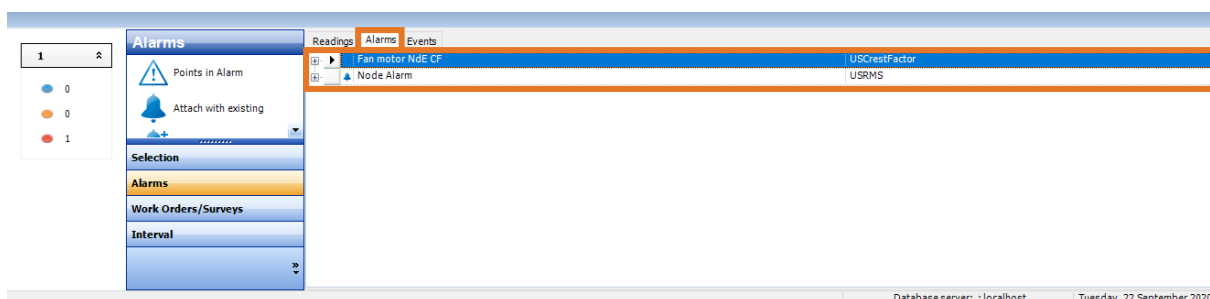 1
0
0
1
Alarms
Points in Alarm
Attach with existing
Selection
Alarms
Work Orders/Surveys
Interval
Readings Alarms Events
Fan motor NdE CF USCrestFactor
Node Alarm USRMS
Database server: : localhost Tuesday, 22 September 2020